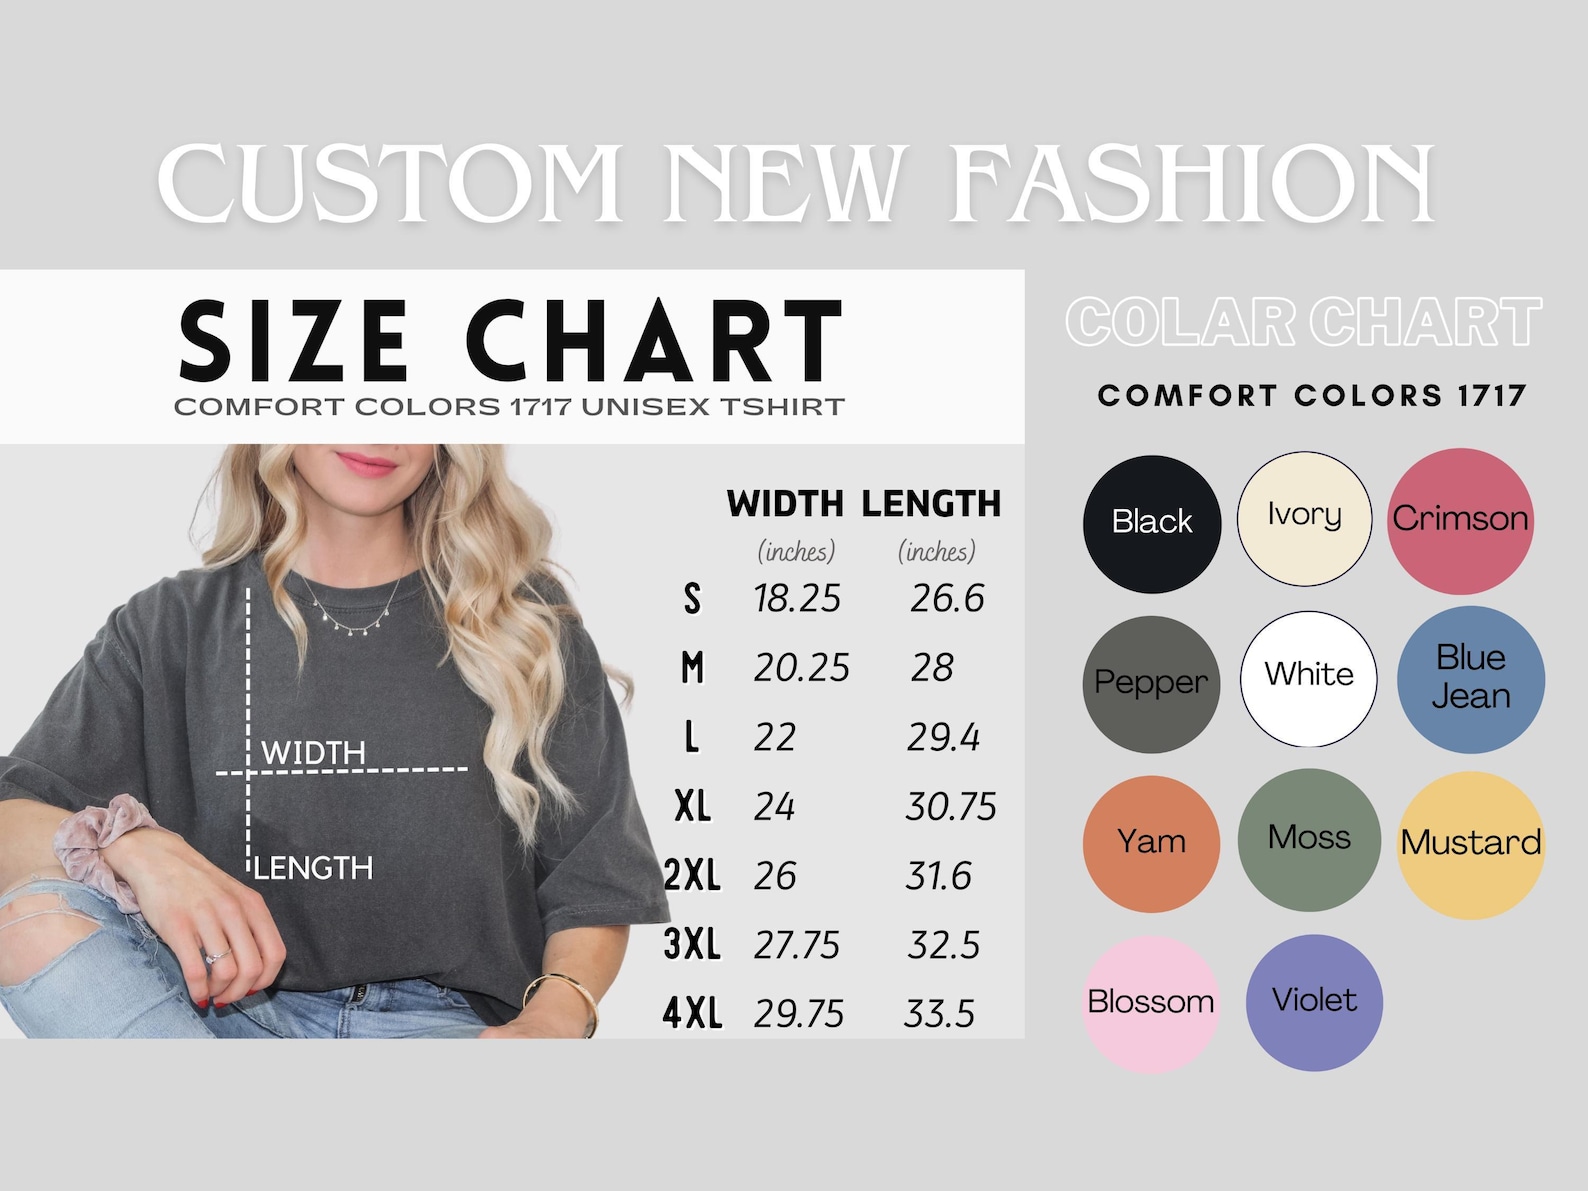 CUSTOM NEW FASHION
SIZE CHART
COMFORT COLORS 1717 UNISEX TSHIRT
WIDTH LENGTH
(inches) (inches)
S 18.25 26.6
M 20.25 28
L 22 29.4
XL 24 30.75
2XL 26 31.6
3XL 27.75 32.5
4XL 29.75 33.5
WIDTH
LENGTH
COLAR CHART
COMFORT COLORS 1717
Black Ivory Crimson
Pepper White Blue
Jean
Yam Moss Mustard
Blossom Violet